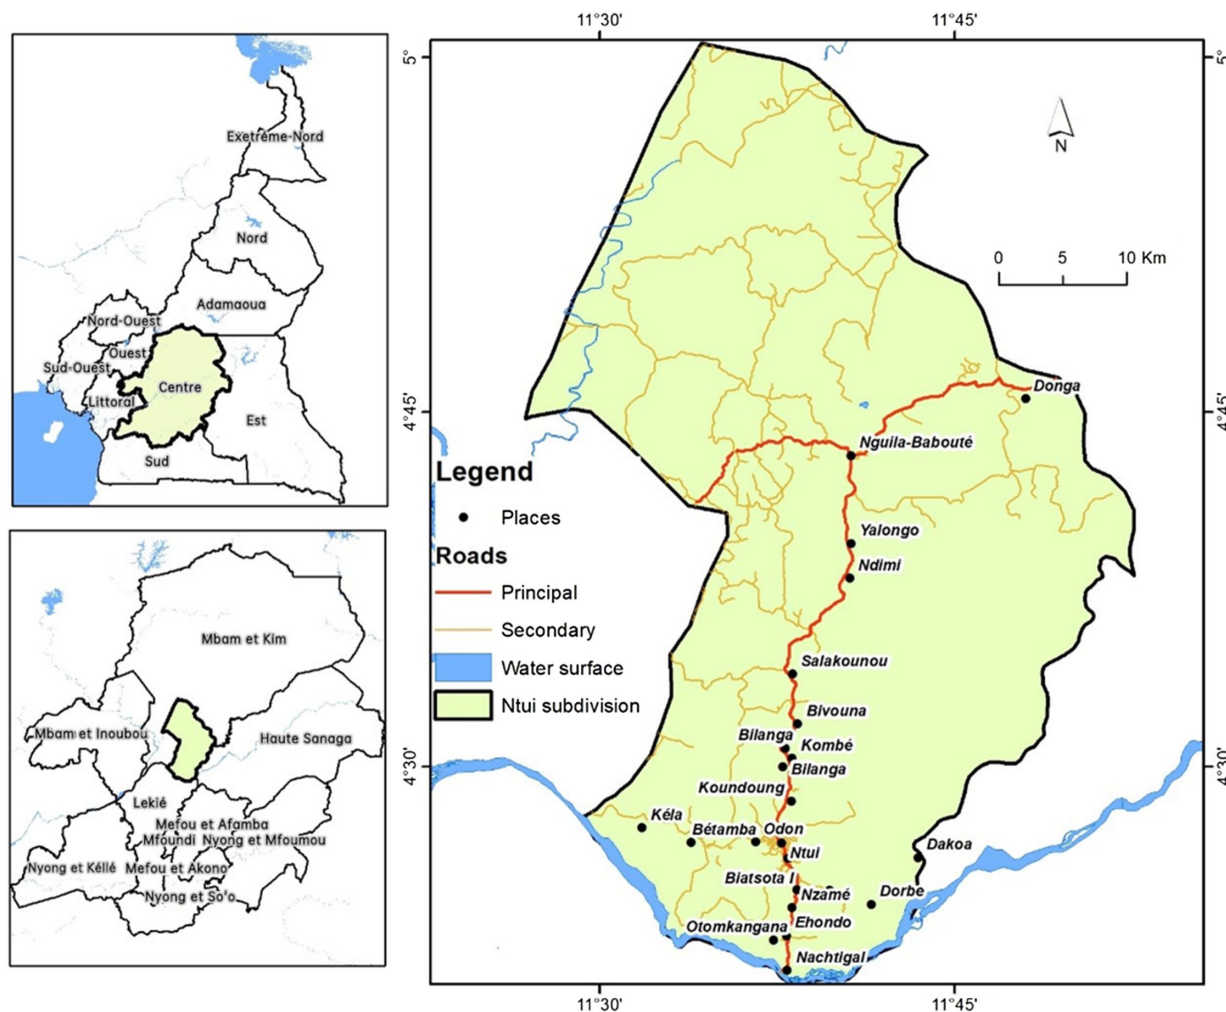 Exetrême-Nord
Nord
Adamaoua
Nord-Ouest
Ouest
Sud-Ouest
Centre
Littoral
Est
Sud
Mbam et Kim
Mbam et Inoubou
Haute Sanaga
Lekié
Mefou et Afamba
Mfoundi Nyong et Mfoumou
Nyong et Kéllé Mefou et Akono
Nyong et So'o
11°30' 11°45'
5° 5°
N
0 5 10 Km
4°45' 4°45'
Donga
Nguila-Babouté
Yalongo
Ndimi
Salakounou
Bivouna
Bilanga
Kombé
Bilanga
Koundoung
Kéla
Bétamba Odon
Ntui
Dakoa
Biatsota I
Nzamé
Dorbe
Otomkangana Ehondo
Nachtigal
4°30' 4°30'
11°30' 11°45'
Legend
Places
Roads
Principal
Secondary
Water surface
Ntui subdivision